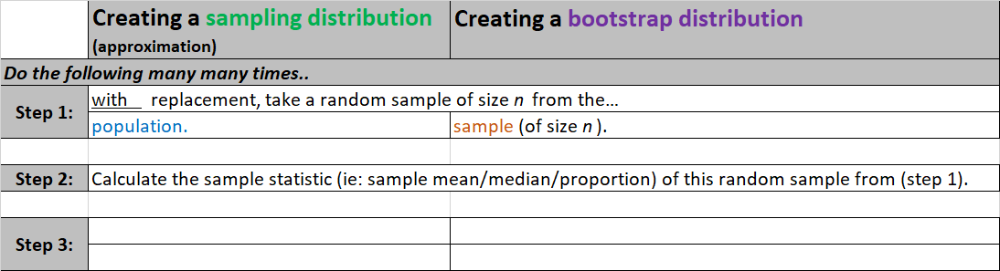 Creating a sampling distribution
(approximation)
Creating a bootstrap distribution
Do the following many many times..
Step 1:
with replacement, take a random sample of size n from the...
population.
sample (of size n).
Step 2:
Calculate the sample statistic (ie: sample mean/median/proportion) of this random sample from (step 1).
Step 3: